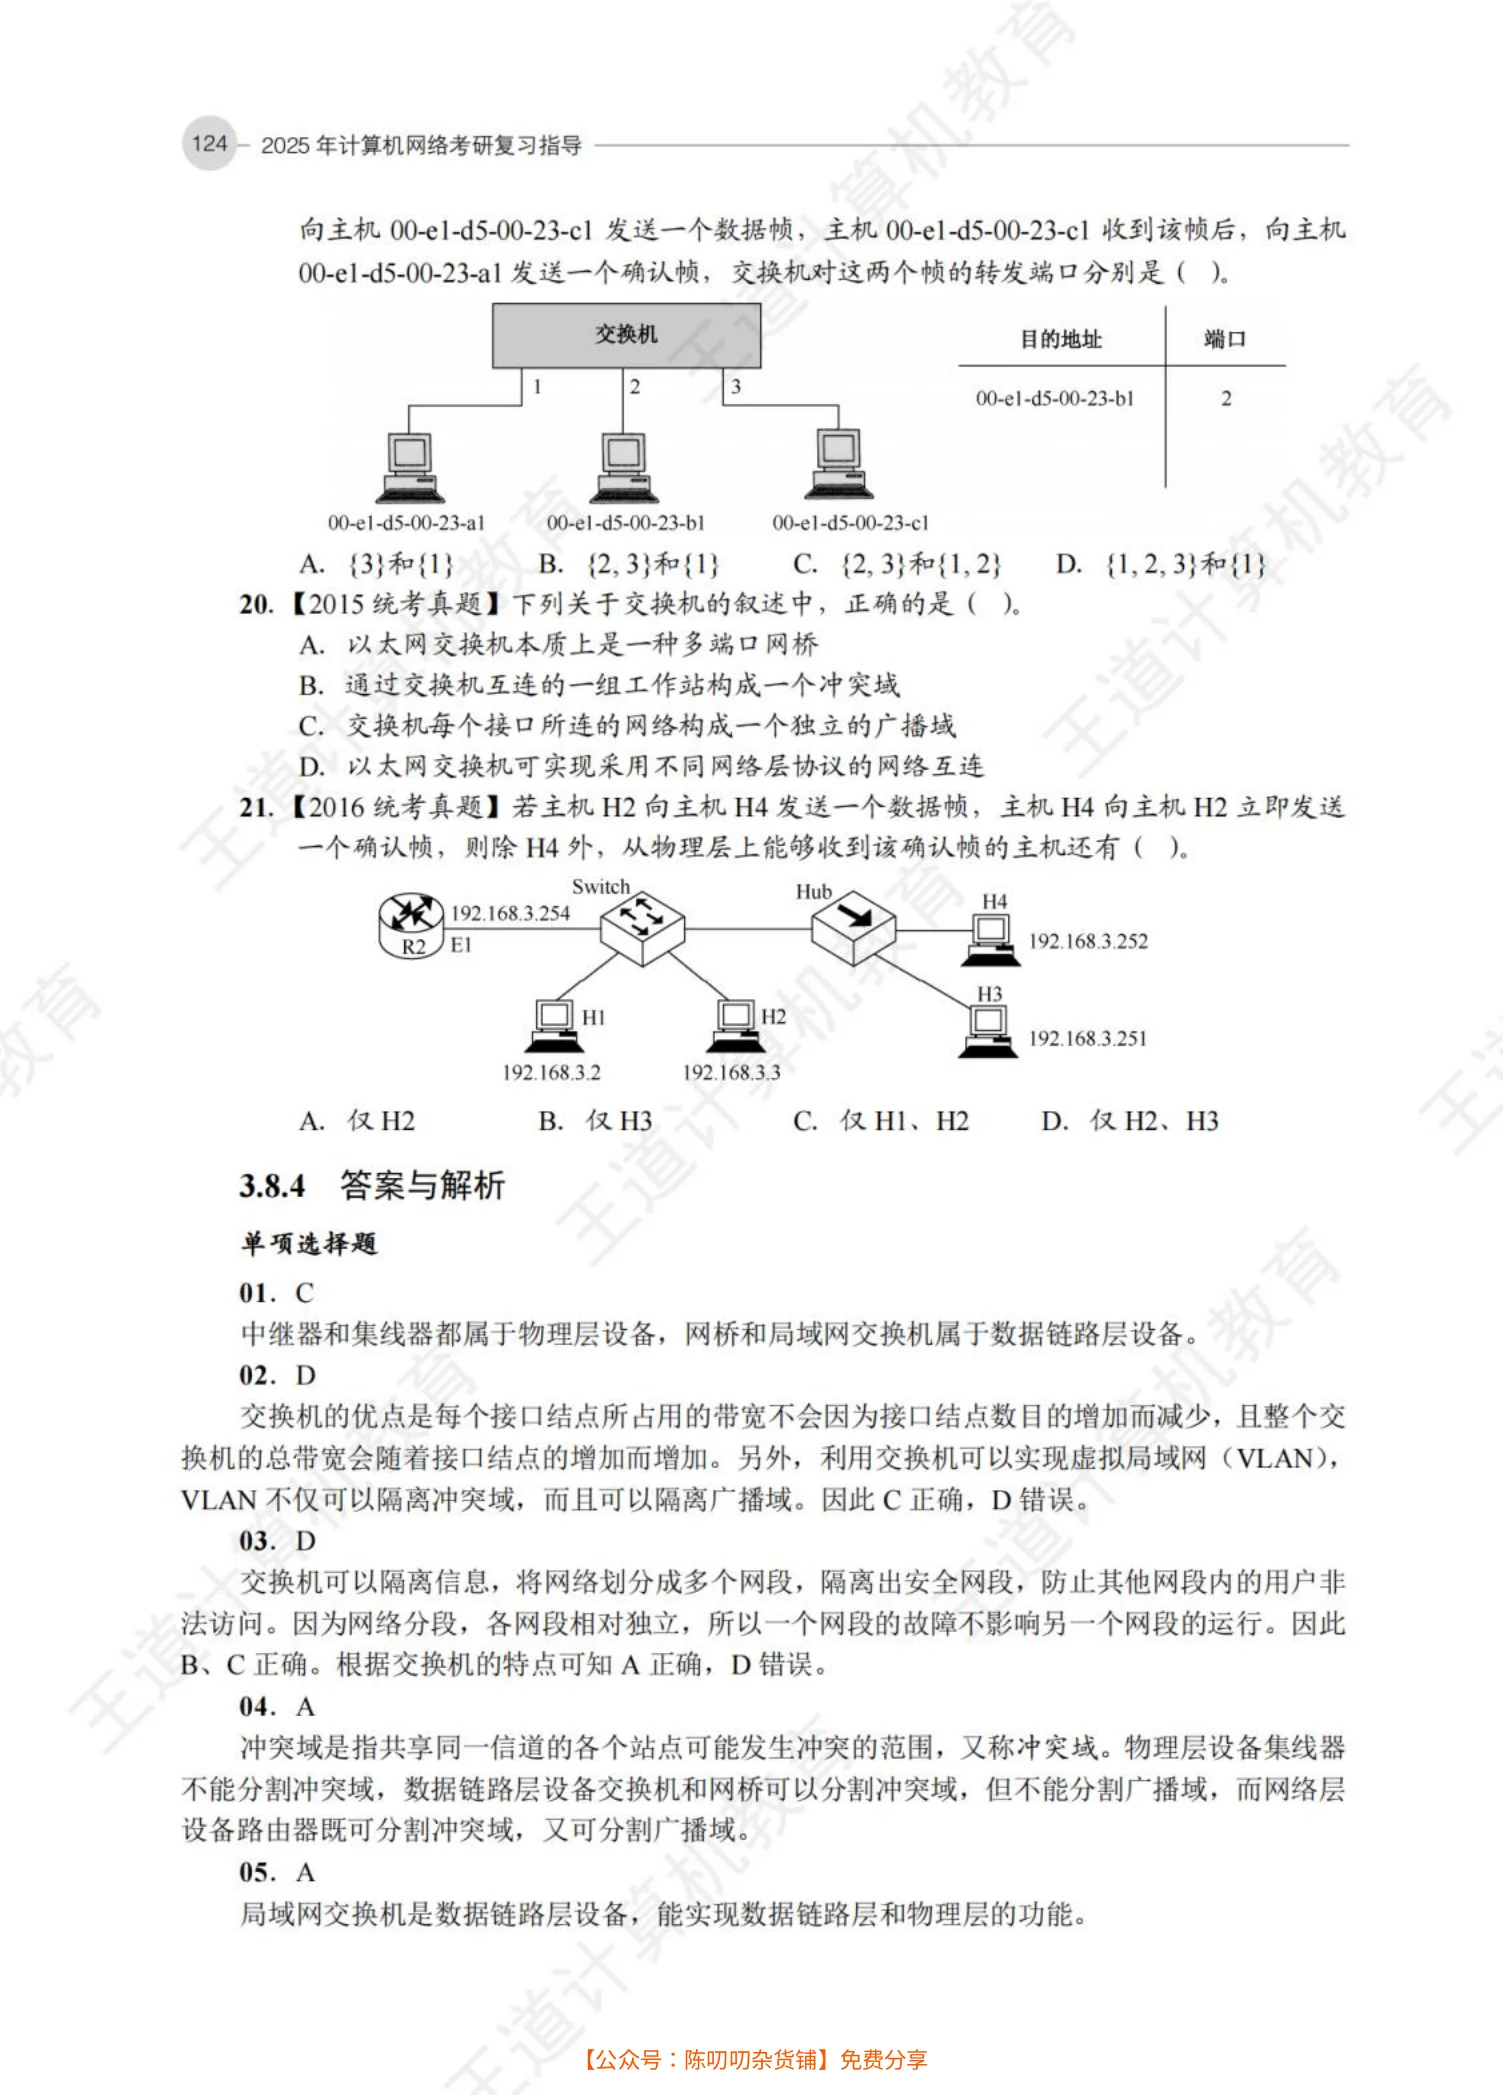 124
2025 年计算机网络考研复习指导
向主机 00-e1-d5-00-23-c1 发送一个数据帧，主机 00-e1-d5-00-23-c1 收到该帧后，向主机
00-e1-d5-00-23-a1 发送一个确认帧，交换机对这两个帧的转发端口分别是（ ）。
交换机
1
2
3
目的地址
端口
00-e1-d5-00-23-b1
2
00-e1-d5-00-23-a1
00-e1-d5-00-23-b1
00-e1-d5-00-23-c1
A. {3}和{1} B. {2, 3}和{1} C. {2, 3}和{1, 2} D. {1, 2, 3}和{1}
20. 【2015 统考真题】下列关于交换机的叙述中，正确的是（ ）。
A. 以太网交换机本质上是一种多端口网桥
B. 通过交换机互连的一组工作站构成一个冲突域
C. 交换机每个接口所连的网络构成一个独立的广播域
D. 以太网交换机可实现采用不同网络层协议的网络互连
21. 【2016 统考真题】若主机 H2 向主机 H4 发送一个数据帧，主机 H4 向主机 H2 立即发送
一个确认帧，则除 H4 外，从物理层上能够收到该确认帧的主机还有（ ）。
Switch
Hub
H4
192.168.3.254
R2
E1
192.168.3.252
H3
H1
H2
192.168.3.251
192.168.3.2
192.168.3.3
A. 仅 H2 B. 仅 H3 C. 仅 H1、H2 D. 仅 H2、H3
3.8.4 答案与解析
单项选择题
01. C
中继器和集线器都属于物理层设备，网桥和局域网交换机属于数据链路层设备。
02. D
交换机的优点是每个接口结点所占用的带宽不会因为接口结点数目的增加而减少，且整个交
换机的总带宽会随着接口结点的增加而增加。另外，利用交换机可以实现虚拟局域网（VLAN），
VLAN 不仅可以隔离冲突域，而且可以隔离广播域。因此 C 正确，D 错误。
03. D
交换机可以隔离信息，将网络划分成多个网段，隔离出安全网段，防止其他网段内的用户非
法访问。因为网络分段，各网段相对独立，所以一个网段的故障不影响另一个网段的运行。因此
B、C 正确。根据交换机的特点可知 A 正确，D 错误。
04. A
冲突域是指共享同一信道的各个站点可能发生冲突的范围，又称冲突域。物理层设备集线器
不能分割冲突域，数据链路层设备交换机和网桥可以分割冲突域，但不能分割广播域，而网络层
设备路由器既可分割冲突域，又可分割广播域。
05. A
局域网交换机是数据链路层设备，能实现数据链路层和物理层的功能。
【公众号：陈叨叨杂货铺】免费分享
王道计算机教育